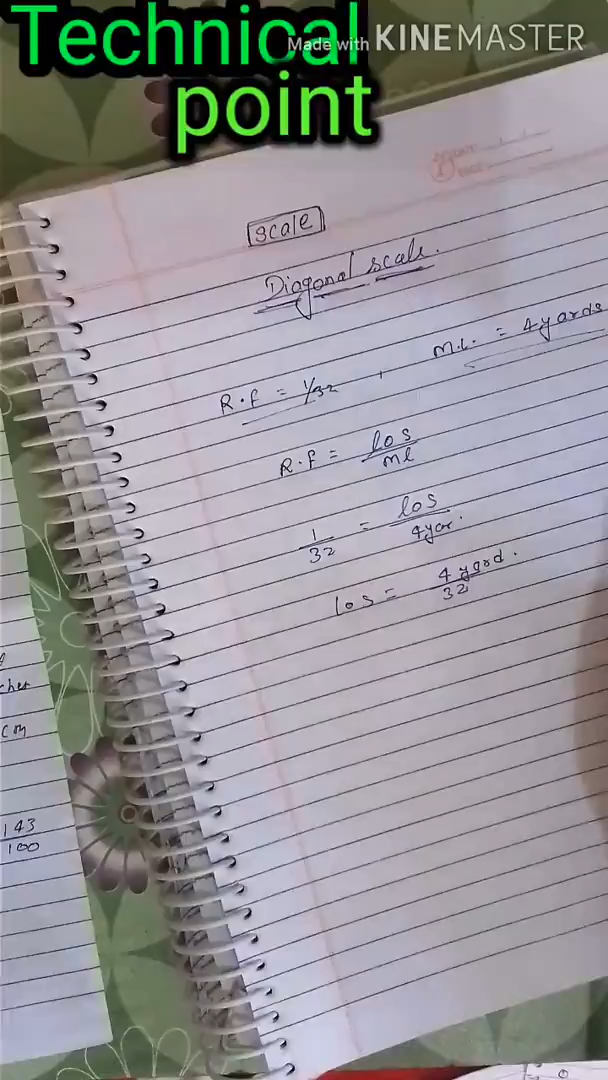 Technical
point
Made with KINEMASTER
scale
Diagonal scale.
R.f = 1/32 , M.L. = 4 yards
R.f = los/ml
1/32 = los/4yar.
los = 4 yard/32.
cm
143
100